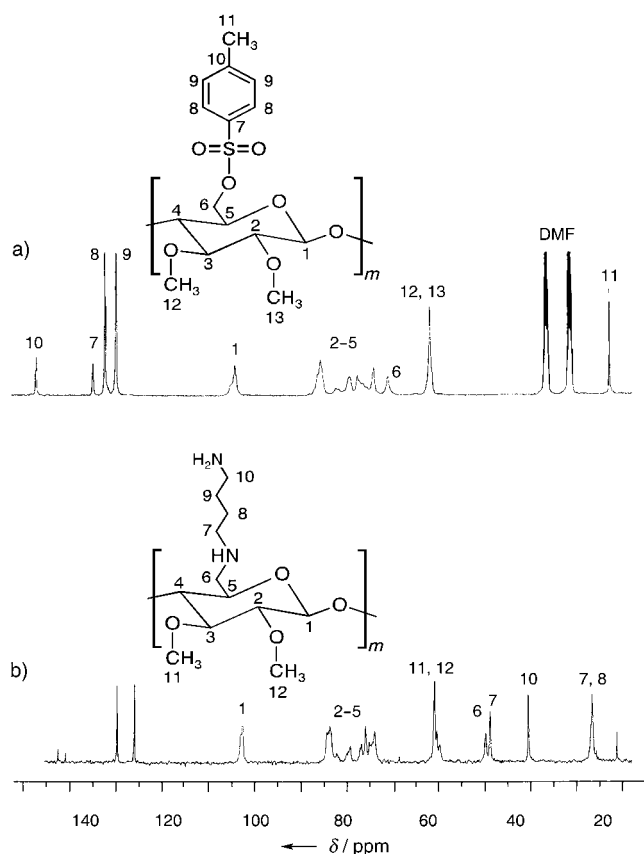 11
CH₃
10
9 9
8 8
7
O=S=O
O
6
4 5 O
2 O
O 1
3 O
CH₃ m
12 CH₃
13
a)
8 9
DMF
11
12, 13
10 7 1 2–5
6
H₂N 10
9
8
7
HN
6
4 5 O
2 O
O 1
3 O
CH₃ m
11 CH₃
12
b)
11, 12
10 7, 8
1 2–5 6 7
140 120 100 80 60 40 20
δ / ppm